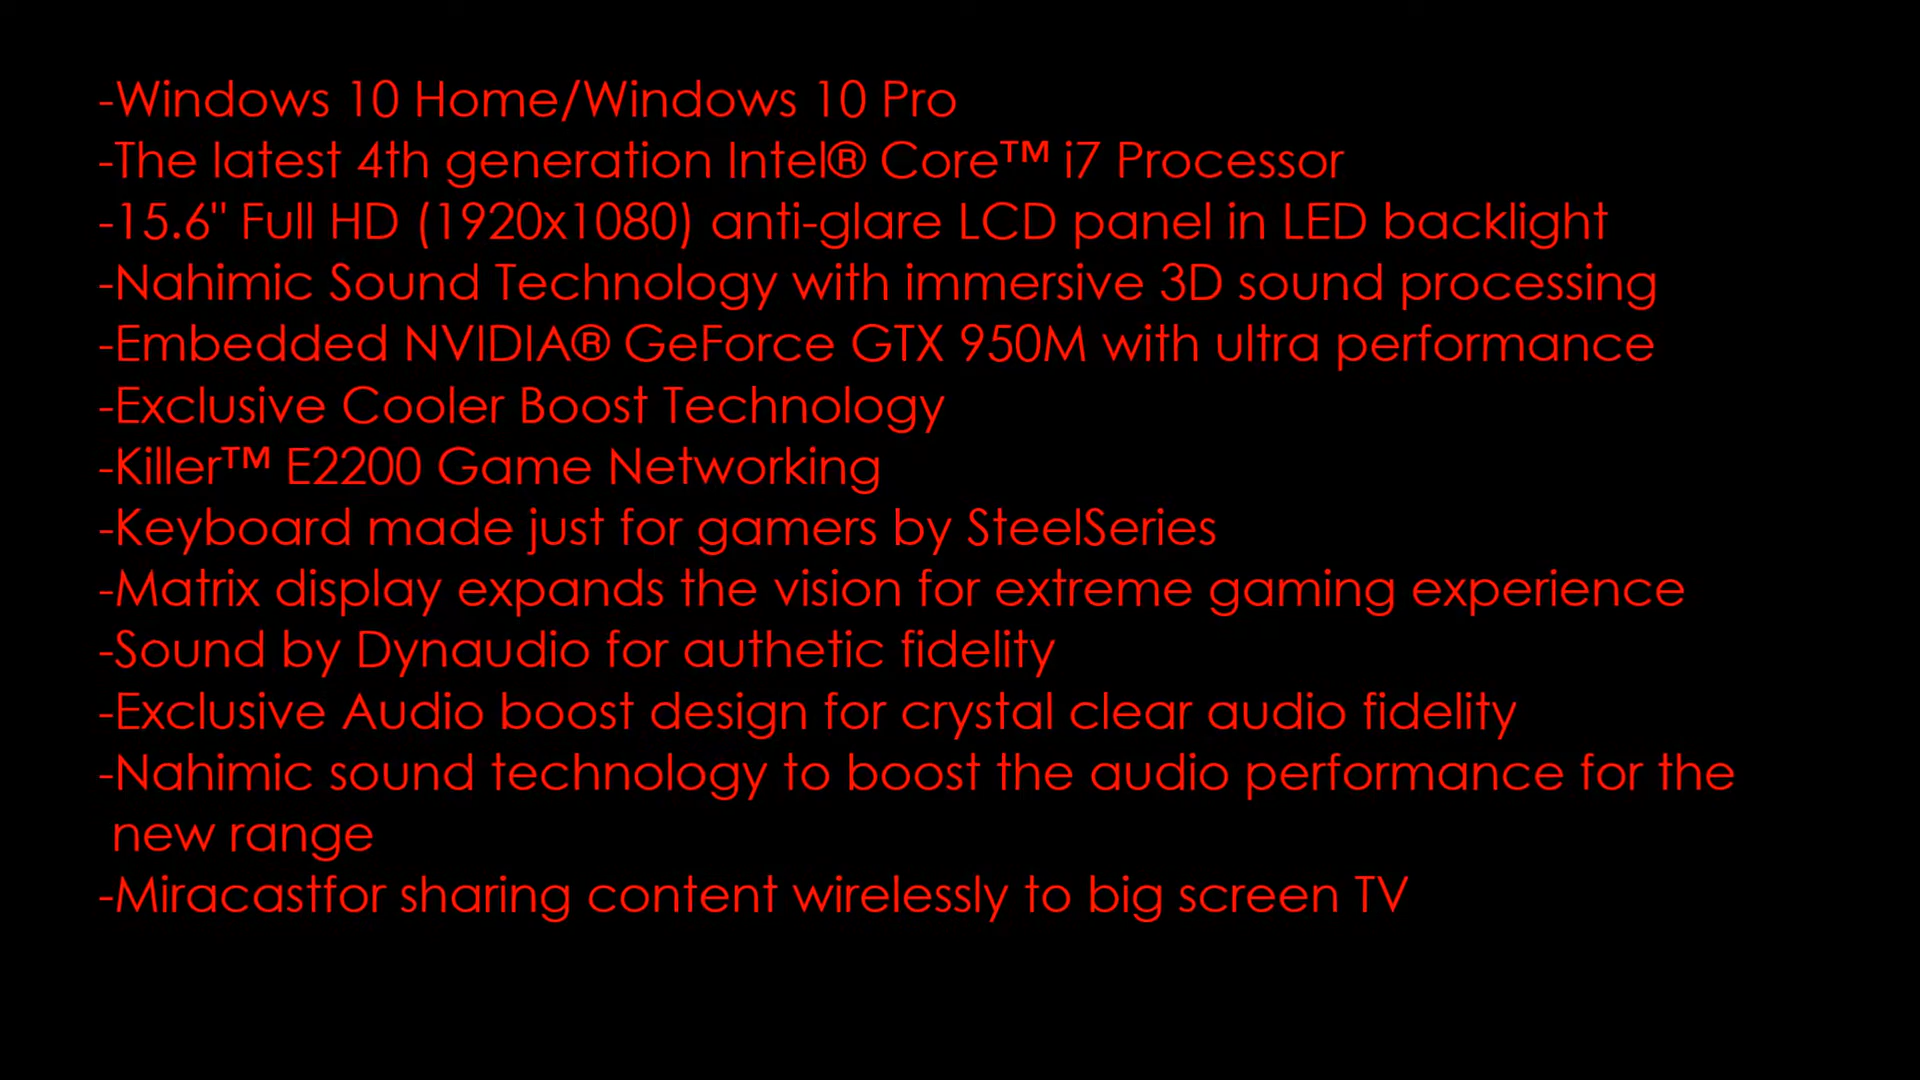 -Windows 10 Home/Windows 10 Pro
-The latest 4th generation Intel® Core™ i7 Processor
-15.6" Full HD (1920x1080) anti-glare LCD panel in LED backlight
-Nahimic Sound Technology with immersive 3D sound processing
-Embedded NVIDIA® GeForce GTX 950M with ultra performance
-Exclusive Cooler Boost Technology
-Killer™ E2200 Game Networking
-Keyboard made just for gamers by SteelSeries
-Matrix display expands the vision for extreme gaming experience
-Sound by Dynaudio for authetic fidelity
-Exclusive Audio boost design for crystal clear audio fidelity
-Nahimic sound technology to boost the audio performance for the
new range
-Miracastfor sharing content wirelessly to big screen TV